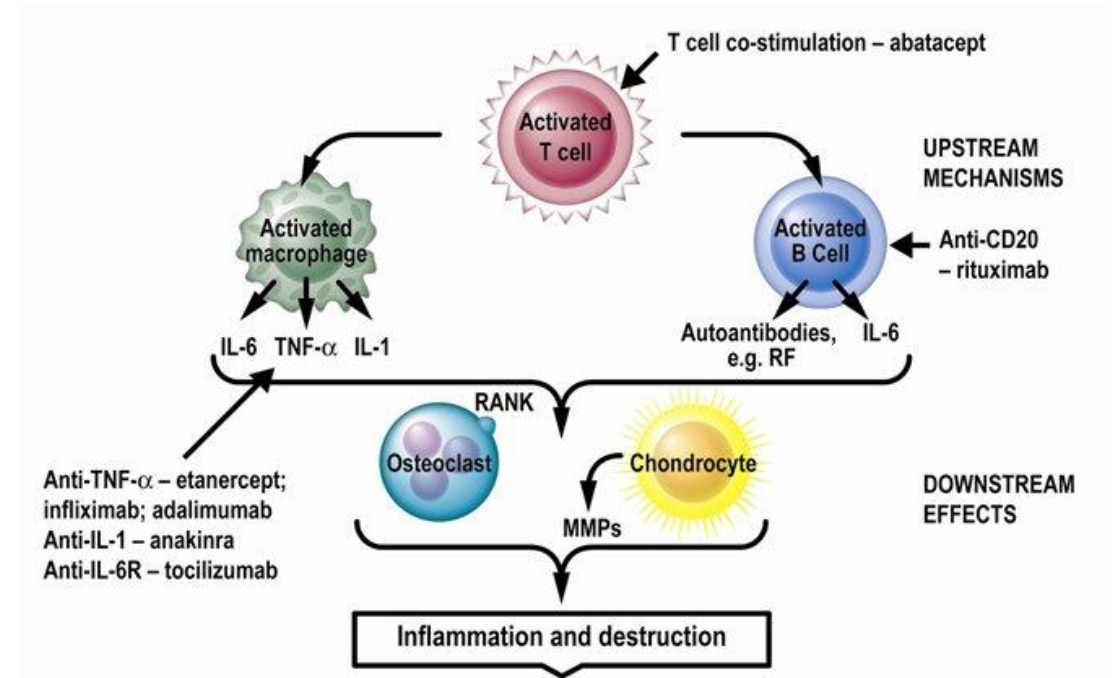 T cell co-stimulation – abatacept
Activated
T cell
UPSTREAM
MECHANISMS
Activated
macrophage
Activated
B Cell
Anti-CD20
– rituximab
IL-6 TNF-α IL-1
Autoantibodies,
e.g. RF
IL-6
RANK
Osteoclast
Chondrocyte
MMPs
Anti-TNF-α – etanercept;
infliximab; adalimumab
Anti-IL-1 – anakinra
Anti-IL-6R – tocilizumab
DOWNSTREAM
EFFECTS
Inflammation and destruction